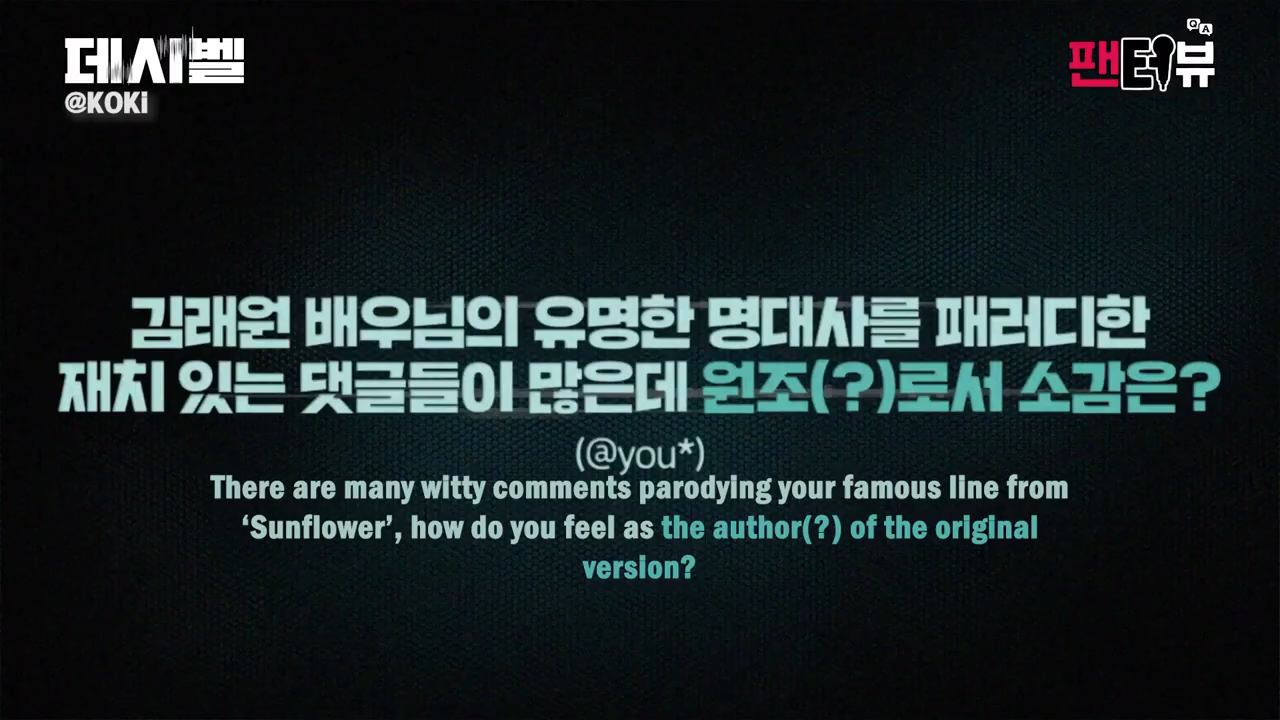 데시벨
@KOKi
Q A
팬터뷰
김래원 배우님의 유명한 명대사를 패러디한
재치 있는 댓글들이 많은데 원조(?)로서 소감은?
(@you*)
There are many witty comments parodying your famous line from
‘Sunflower’, how do you feel as the author(?) of the original
version?